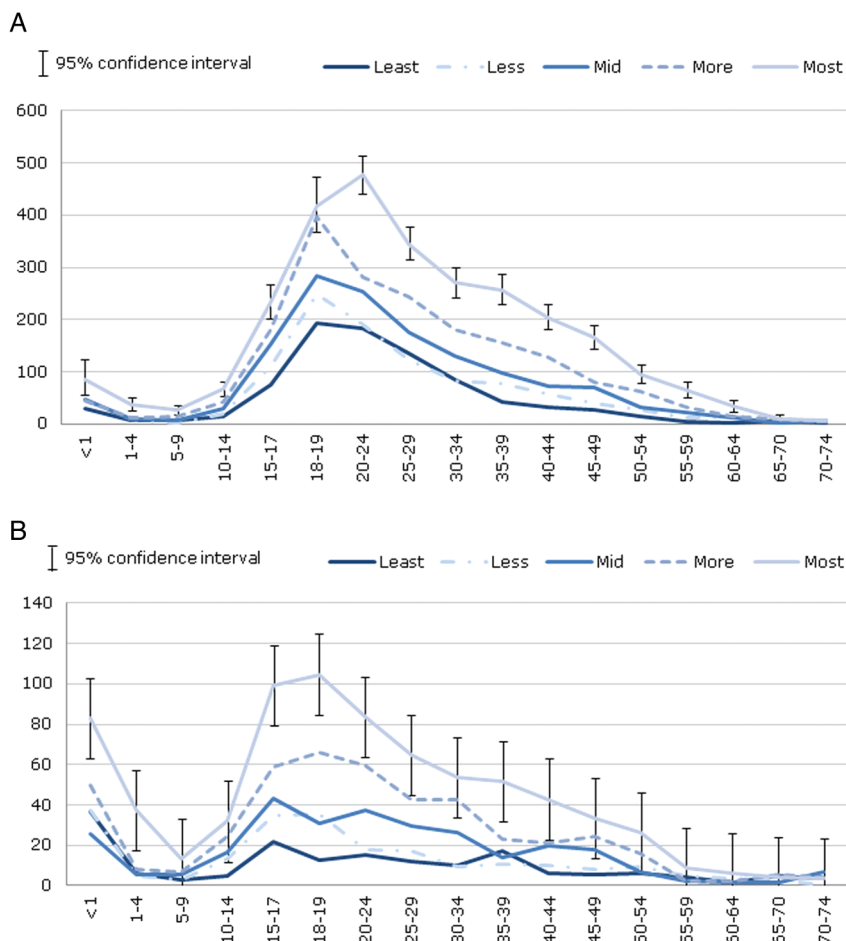 A
95% confidence interval Least Less Mid More Most
600
500
400
300
200
100
0
<1 1-4 5-9 10-14 15-17 18-19 20-24 25-29 30-34 35-39 40-44 45-49 50-54 55-59 60-64 65-70 70-74
B
95% confidence interval Least Less Mid More Most
140
120
100
80
60
40
20
0
<1 1-4 5-9 10-14 15-17 18-19 20-24 25-29 30-34 35-39 40-44 45-49 50-54 55-59 60-64 65-70 70-74